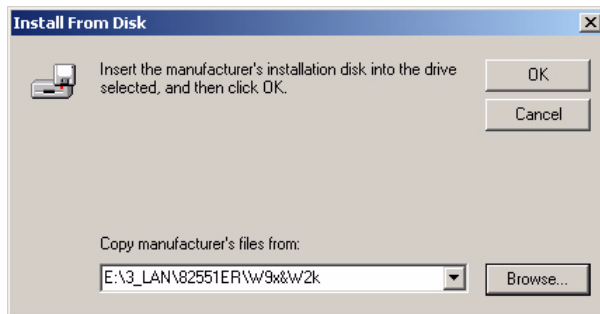 Install From Disk
Insert the manufacturer's installation disk into the drive
selected, and then click OK.
OK
Cancel
Copy manufacturer's files from:
E:\3_LAN\82551ER\W9x&W2k
Browse...